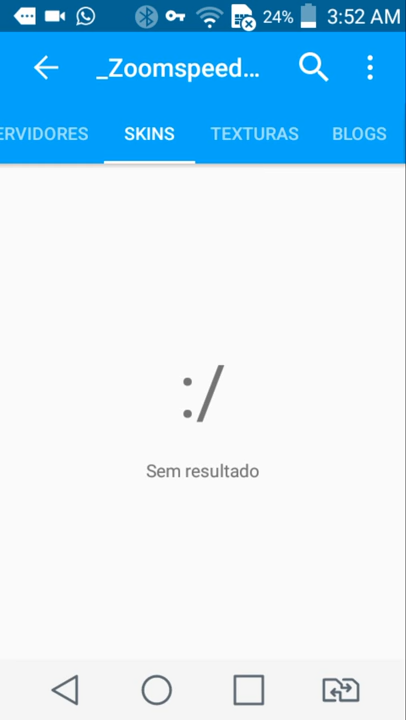 24% 3:52 AM
_Zoomspeed...
ERVIDORES SKINS TEXTURAS BLOGS
:/
Sem resultado